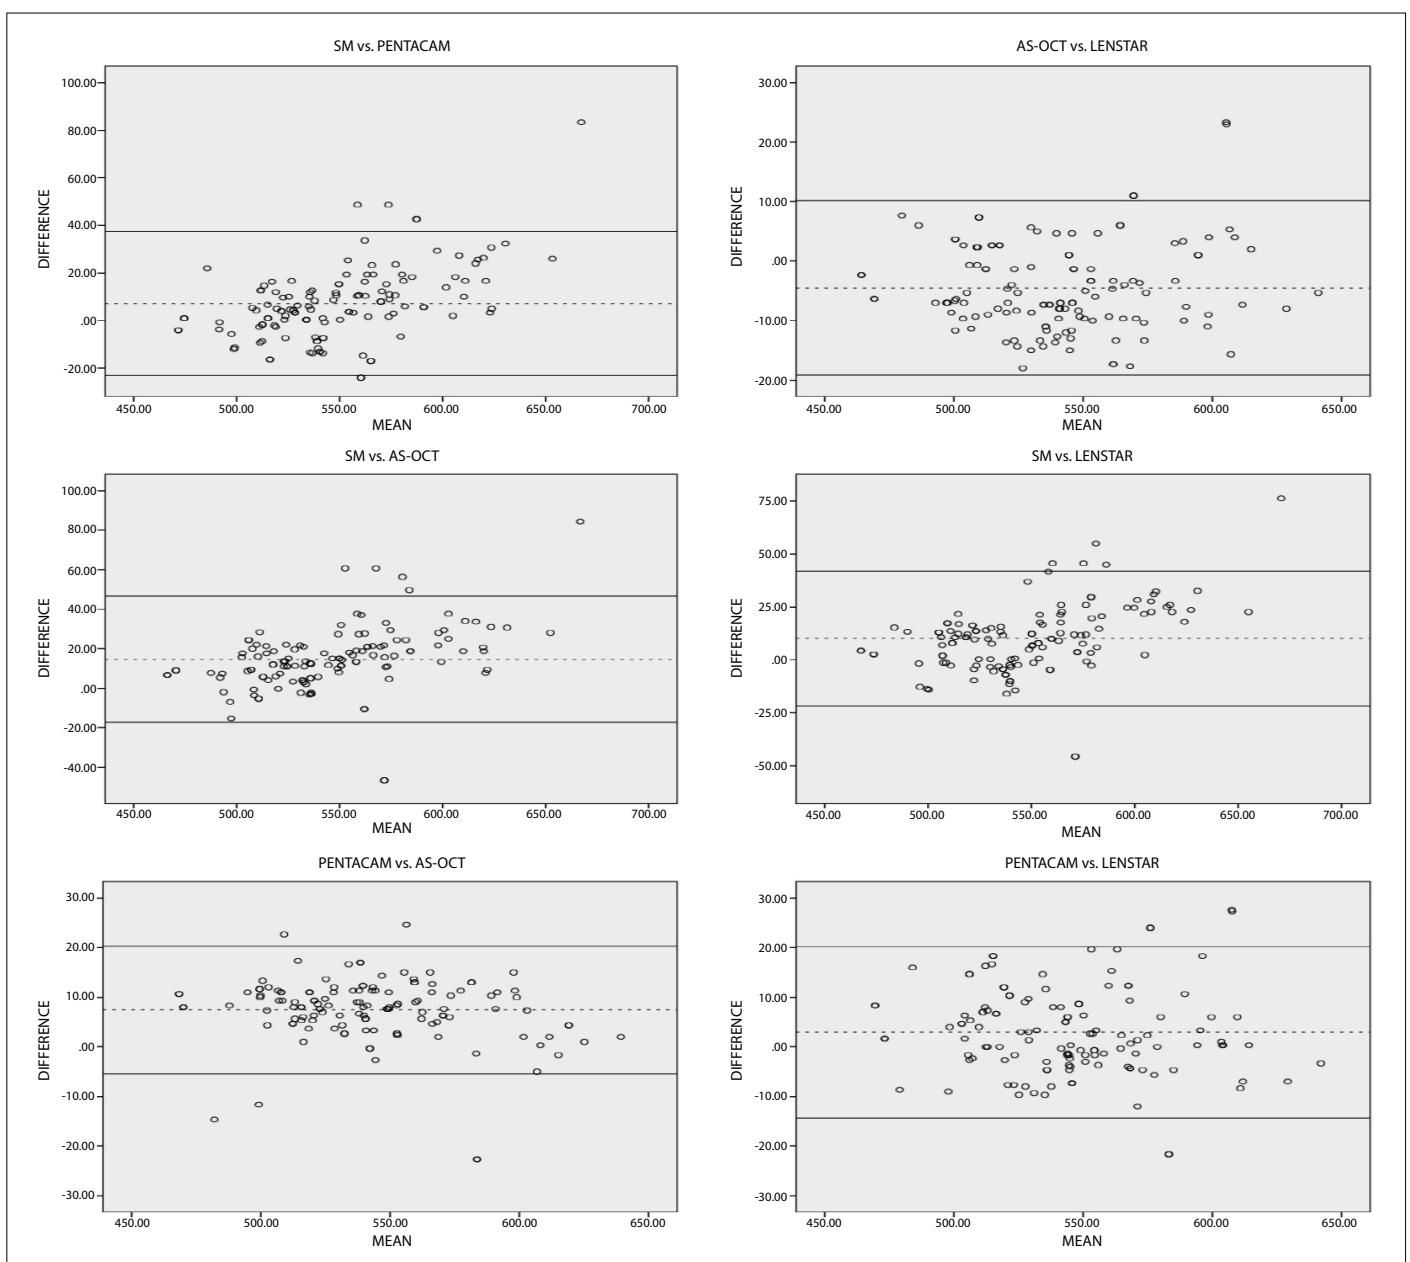 SM vs. PENTACAM
100.00
80.00
60.00
40.00
20.00
.00
-20.00
DIFFERENCE
450.00 500.00 550.00 600.00 650.00 700.00
MEAN
AS-OCT vs. LENSTAR
30.00
20.00
10.00
.00
-10.00
-20.00
DIFFERENCE
450.00 500.00 550.00 600.00 650.00
MEAN
SM vs. AS-OCT
100.00
80.00
60.00
40.00
20.00
.00
-20.00
-40.00
DIFFERENCE
450.00 500.00 550.00 600.00 650.00 700.00
MEAN
SM vs. LENSTAR
75.00
50.00
25.00
.00
-25.00
-50.00
DIFFERENCE
450.00 500.00 550.00 600.00 650.00 700.00
MEAN
PENTACAM vs. AS-OCT
30.00
20.00
10.00
.00
-10.00
-20.00
-30.00
DIFFERENCE
450.00 500.00 550.00 600.00 650.00
MEAN
PENTACAM vs. LENSTAR
30.00
20.00
10.00
.00
-10.00
-20.00
-30.00
DIFFERENCE
450.00 500.00 550.00 600.00 650.00
MEAN